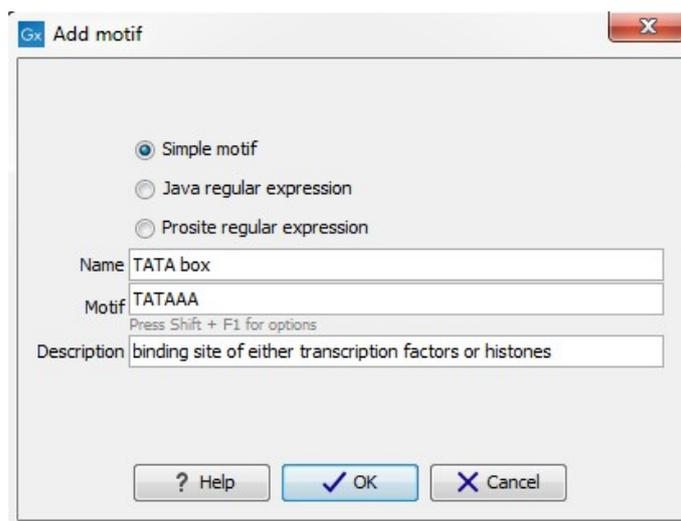 Gx Add motif
X
Simple motif
Java regular expression
Prosite regular expression
Name TATA box
Motif TATAAA
Press Shift + F1 for options
Description binding site of either transcription factors or histones
? Help OK Cancel